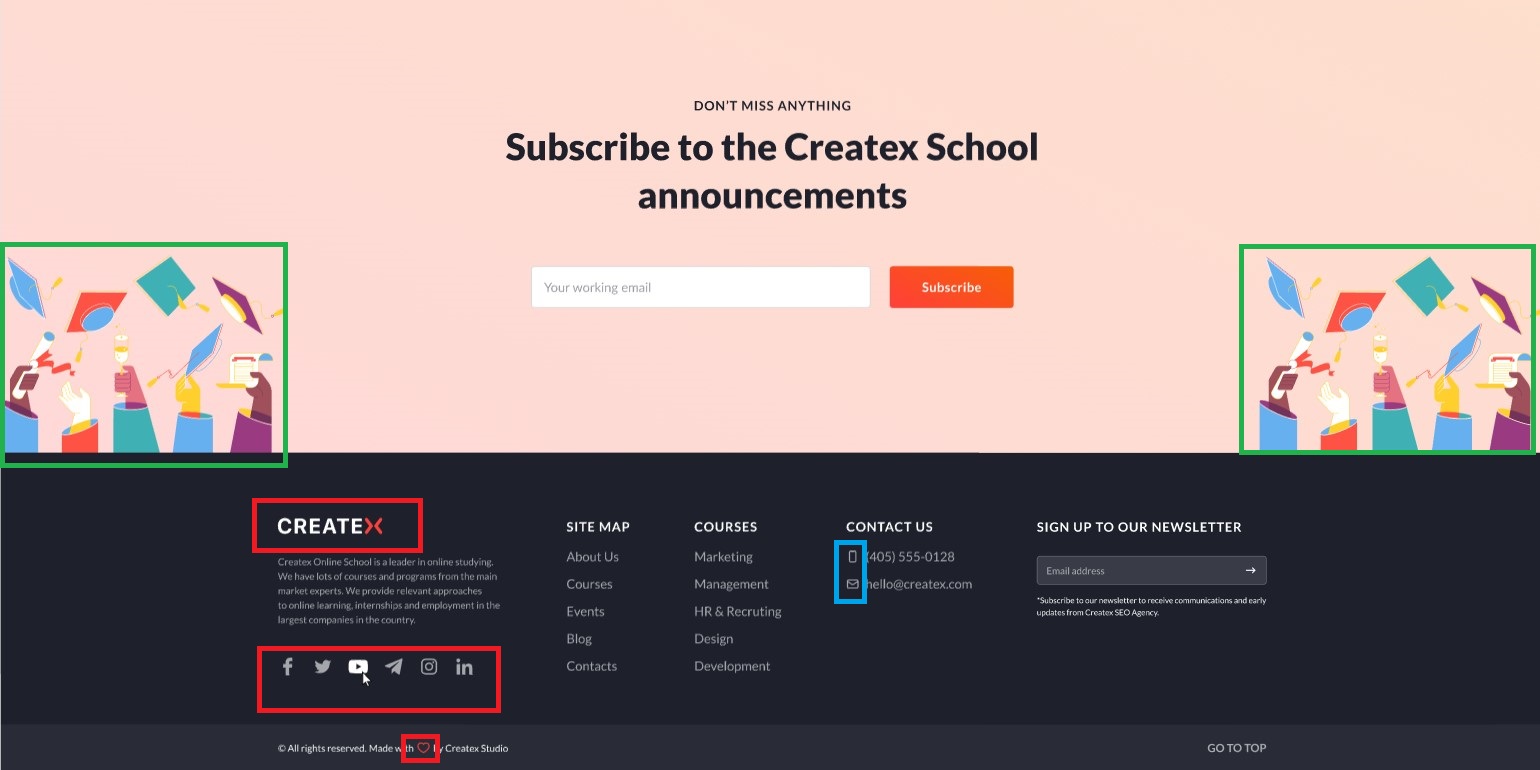 DON'T MISS ANYTHING
Subscribe to the Createx School
announcements
Your working email
Subscribe
CREATEX
Createx Online School is a leader in online studying.
We have lots of courses and programs from the main
market experts. We provide relevant approaches
to online learning, internships and employment in the
largest companies in the country.
SITE MAP
About Us
Courses
Events
Blog
Contacts
COURSES
Marketing
Management
HR & Recruting
Design
Development
CONTACT US
(405) 555-0128
hello@createx.com
SIGN UP TO OUR NEWSLETTER
Email address
*Subscribe to our newsletter to receive communications and early
updates from Createx SEO Agency.
© All rights reserved. Made with by Createx Studio
GO TO TOP